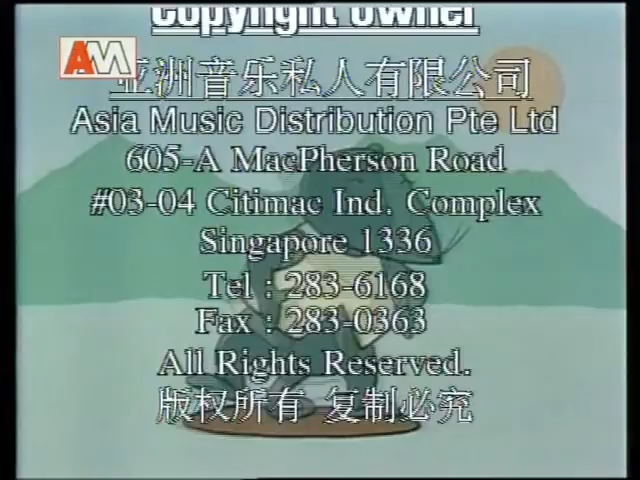 copyright owner
AM
亚洲音乐私人有限公司
Asia Music Distribution Pte Ltd
605-A MacPherson Road
#03-04 Citimac Ind. Complex
Singapore 1336
Tel : 283-6168
Fax : 283-0363
All Rights Reserved.
版权所有 复制必究